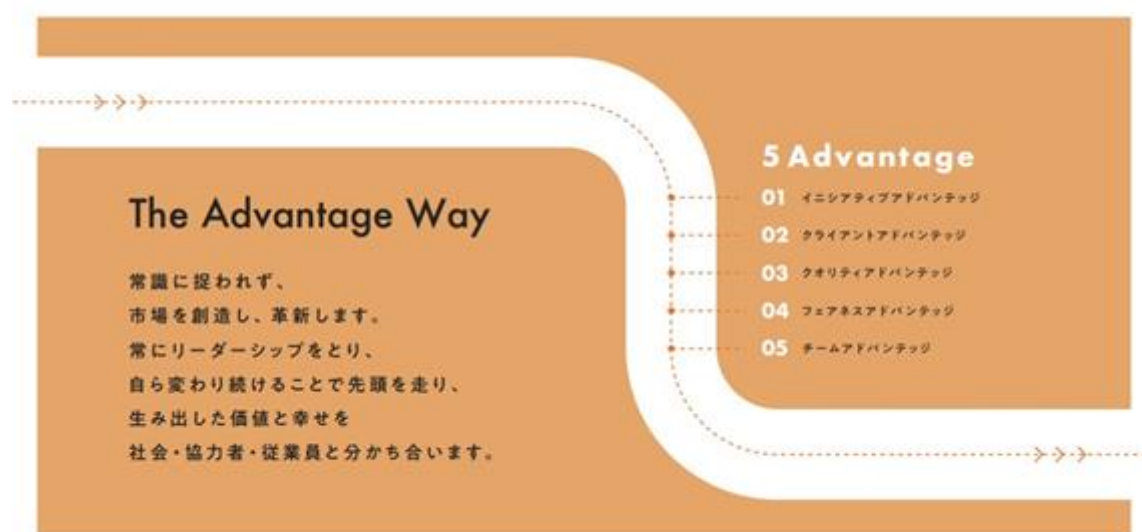 The Advantage Way
常識に捉われず、
市場を創造し、革新します。
常にリーダーシップをとり、
自ら変わり続けることで先頭を走り、
生み出した価値と幸せを
社会・協力者・従業員と分かち合います。
5 Advantage
01 イニシアティブアドバンテッジ
02 クライアントアドバンテッジ
03 クオリティアドバンテッジ
04 フェアネスアドバンテッジ
05 チームアドバンテッジ